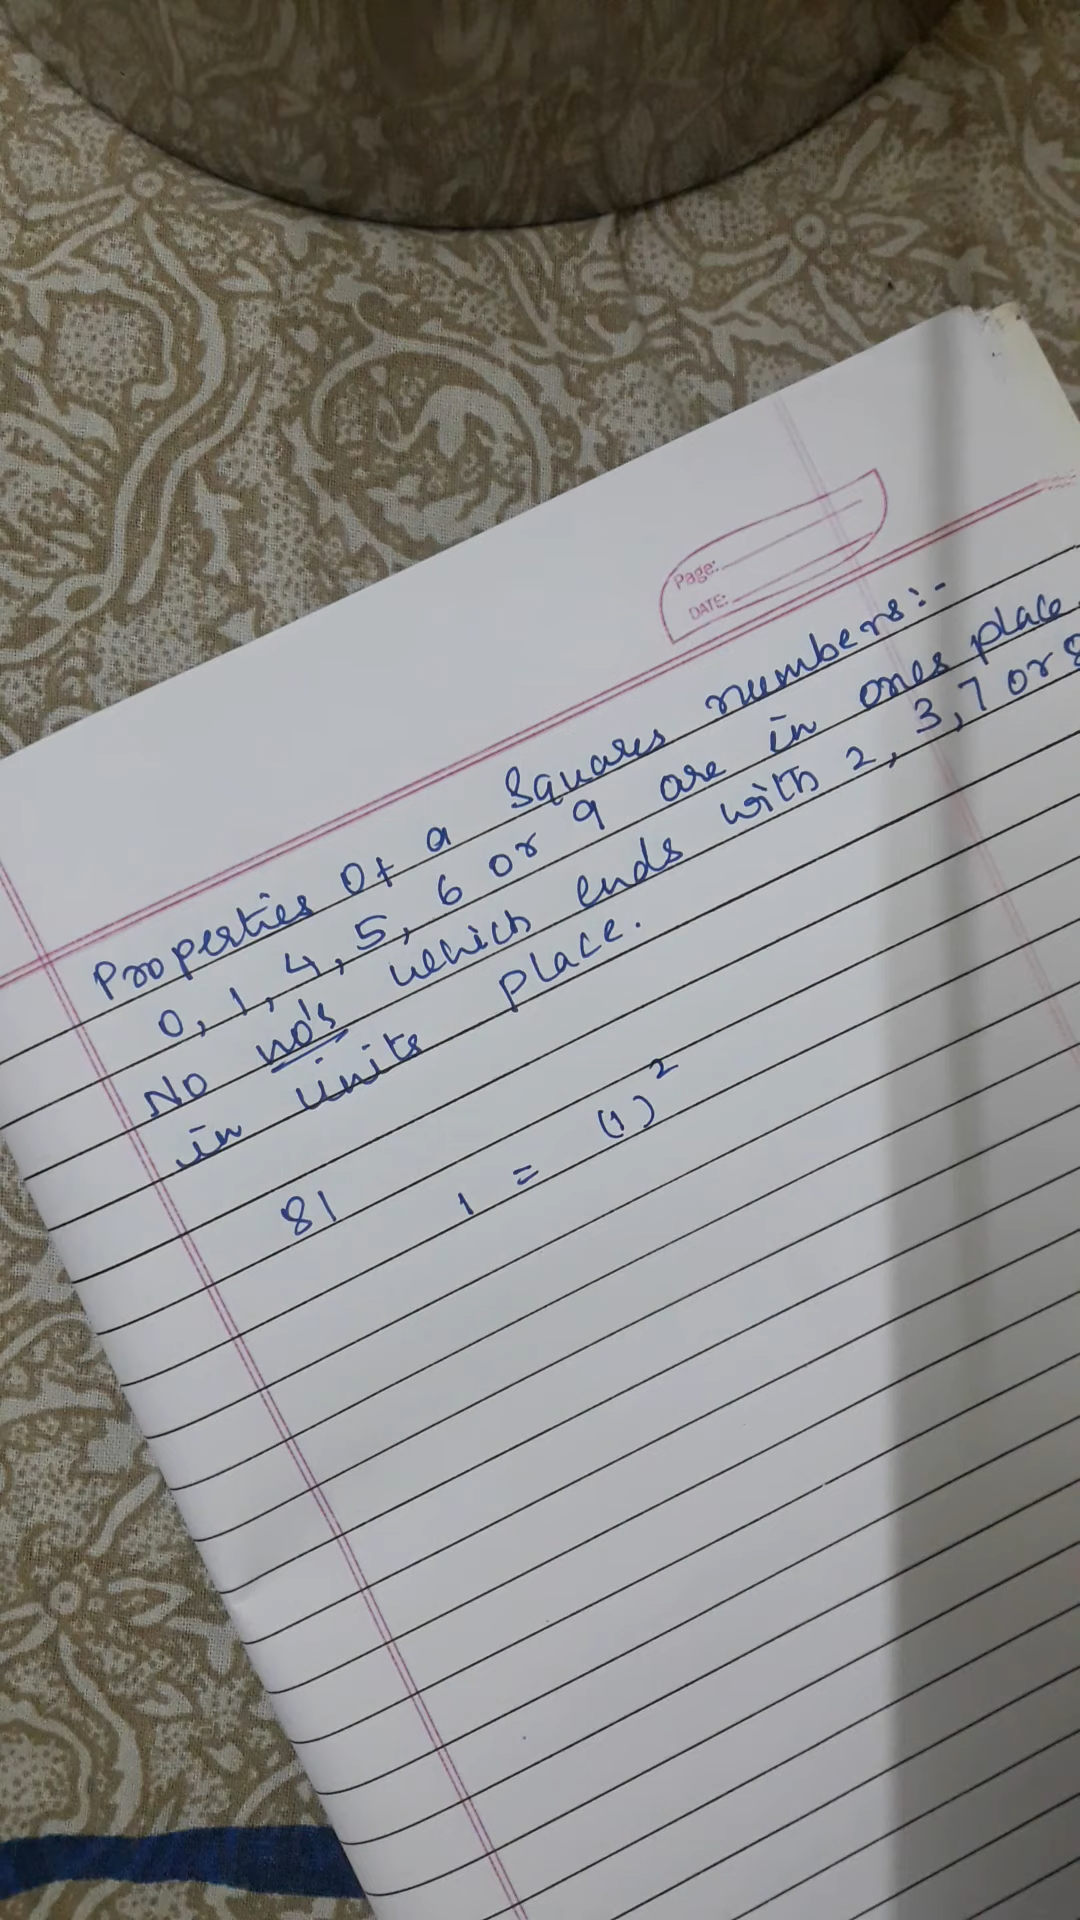 Page:
DATE:
Properties Of a Squares numbers:-
0, 1, 4, 5, 6 or 9 are in ones place.
No no's which ends with 2, 3, 7 or 8
in units place.
81 1 = (1)²